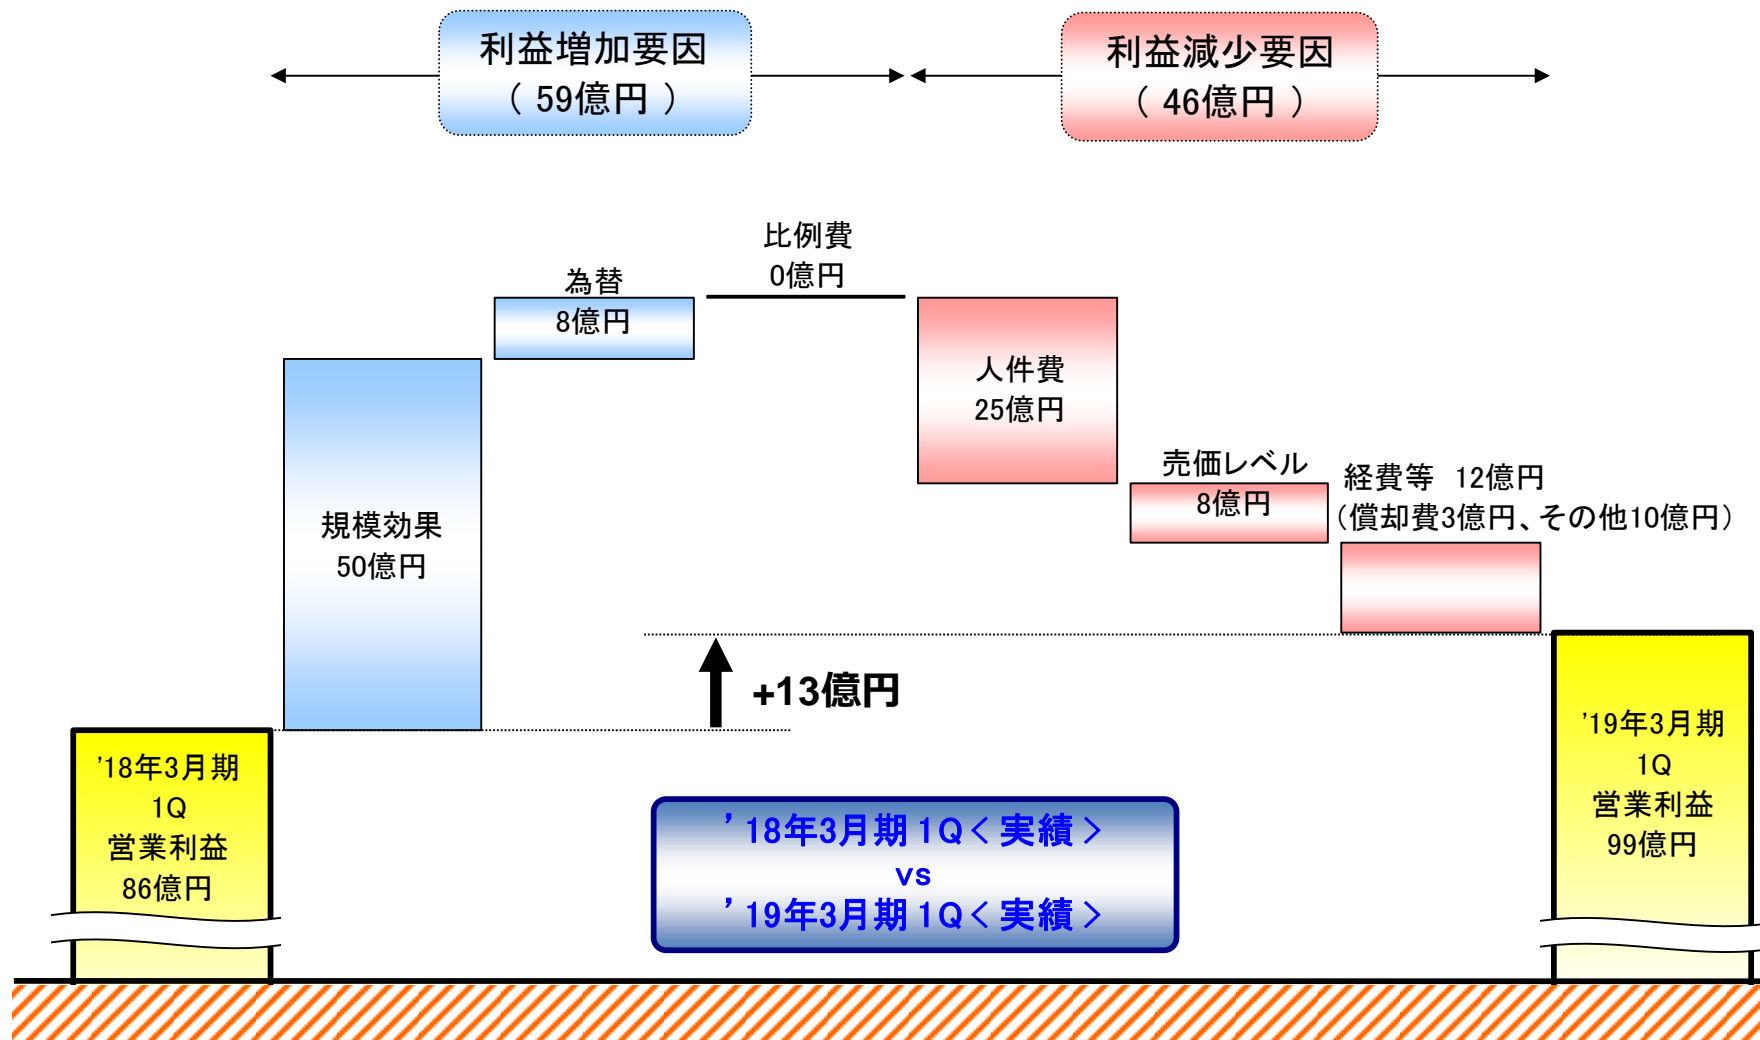 利益増加要因
（ 59億円 ）
利益減少要因
（ 46億円 ）
比例費
0億円
為替
8億円
人件費
25億円
売価レベル
8億円
経費等　12億円
（償却費3億円、その他10億円）
規模効果
50億円
+13億円
'18年3月期
1Q
営業利益
86億円
'19年3月期
1Q
営業利益
99億円
’18年3月期 1Q＜実績＞
vs
’19年3月期 1Q＜実績＞